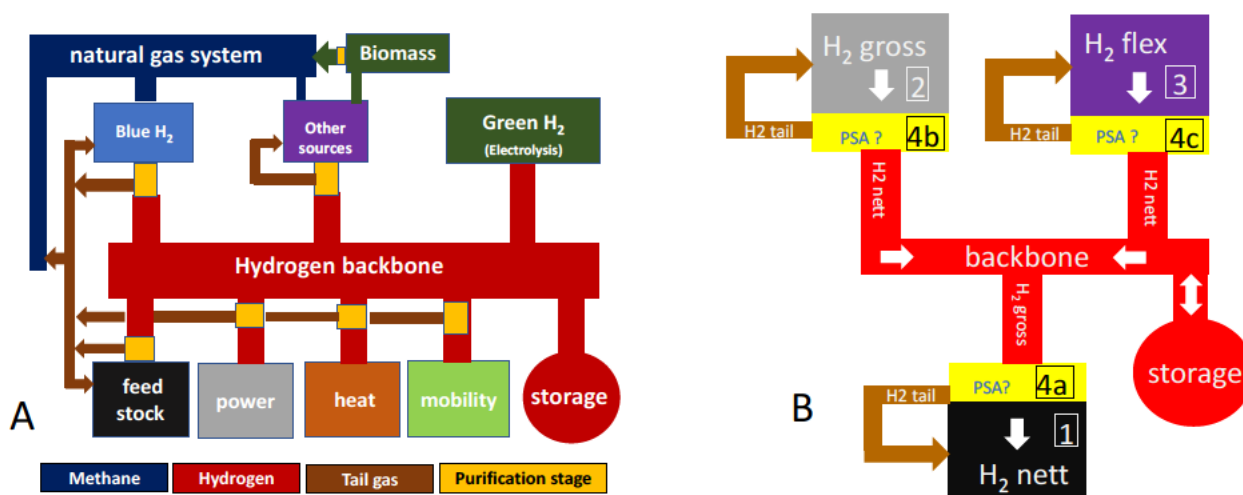 natural gas system
Biomass
Blue H₂
Other
sources
Green H₂
(Electrolysis)
Hydrogen backbone
feed
stock
power
heat
mobility
storage
A
Methane
Hydrogen
Tail gas
Purification stage
H₂ gross
2
H2 tail
PSA ?
4b
H2 nett
H₂ flex
3
H2 tail
PSA ?
4c
H2 nett
backbone
H₂ gross
storage
PSA?
4a
H2 tail
1
H₂ nett
B